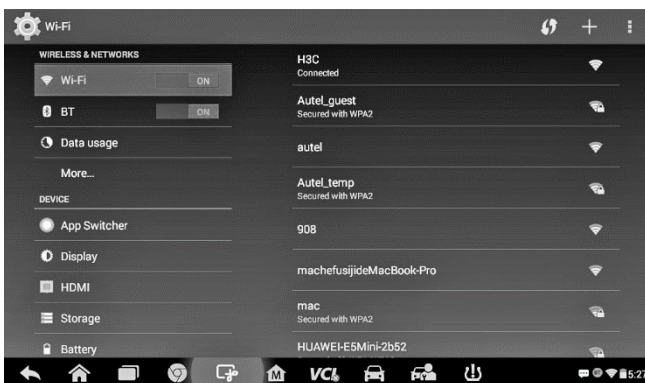 Wi-Fi
WIRELESS & NETWORKS
Wi-Fi
ON
BT
ON
Data usage
More...
DEVICE
App Switcher
Display
HDMI
Storage
Battery
H3C
Connected
Autel_guest
Secured with WPA2
autel
Autel_temp
Secured with WPA2
908
machefusijideMacBook-Pro
mac
Secured with WPA2
HUAWEI-E5Mini-2b52
M
VCI
5:27